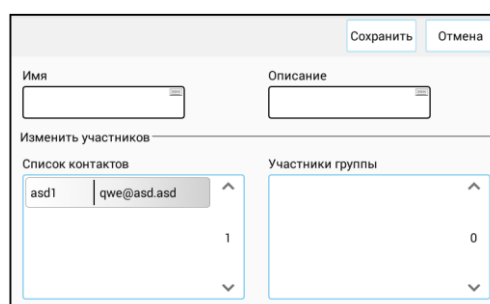 Сохранить Отмена
Имя Описание
Изменить участников
Список контактов Участники группы
asd1 qwe@asd.asd
1 0